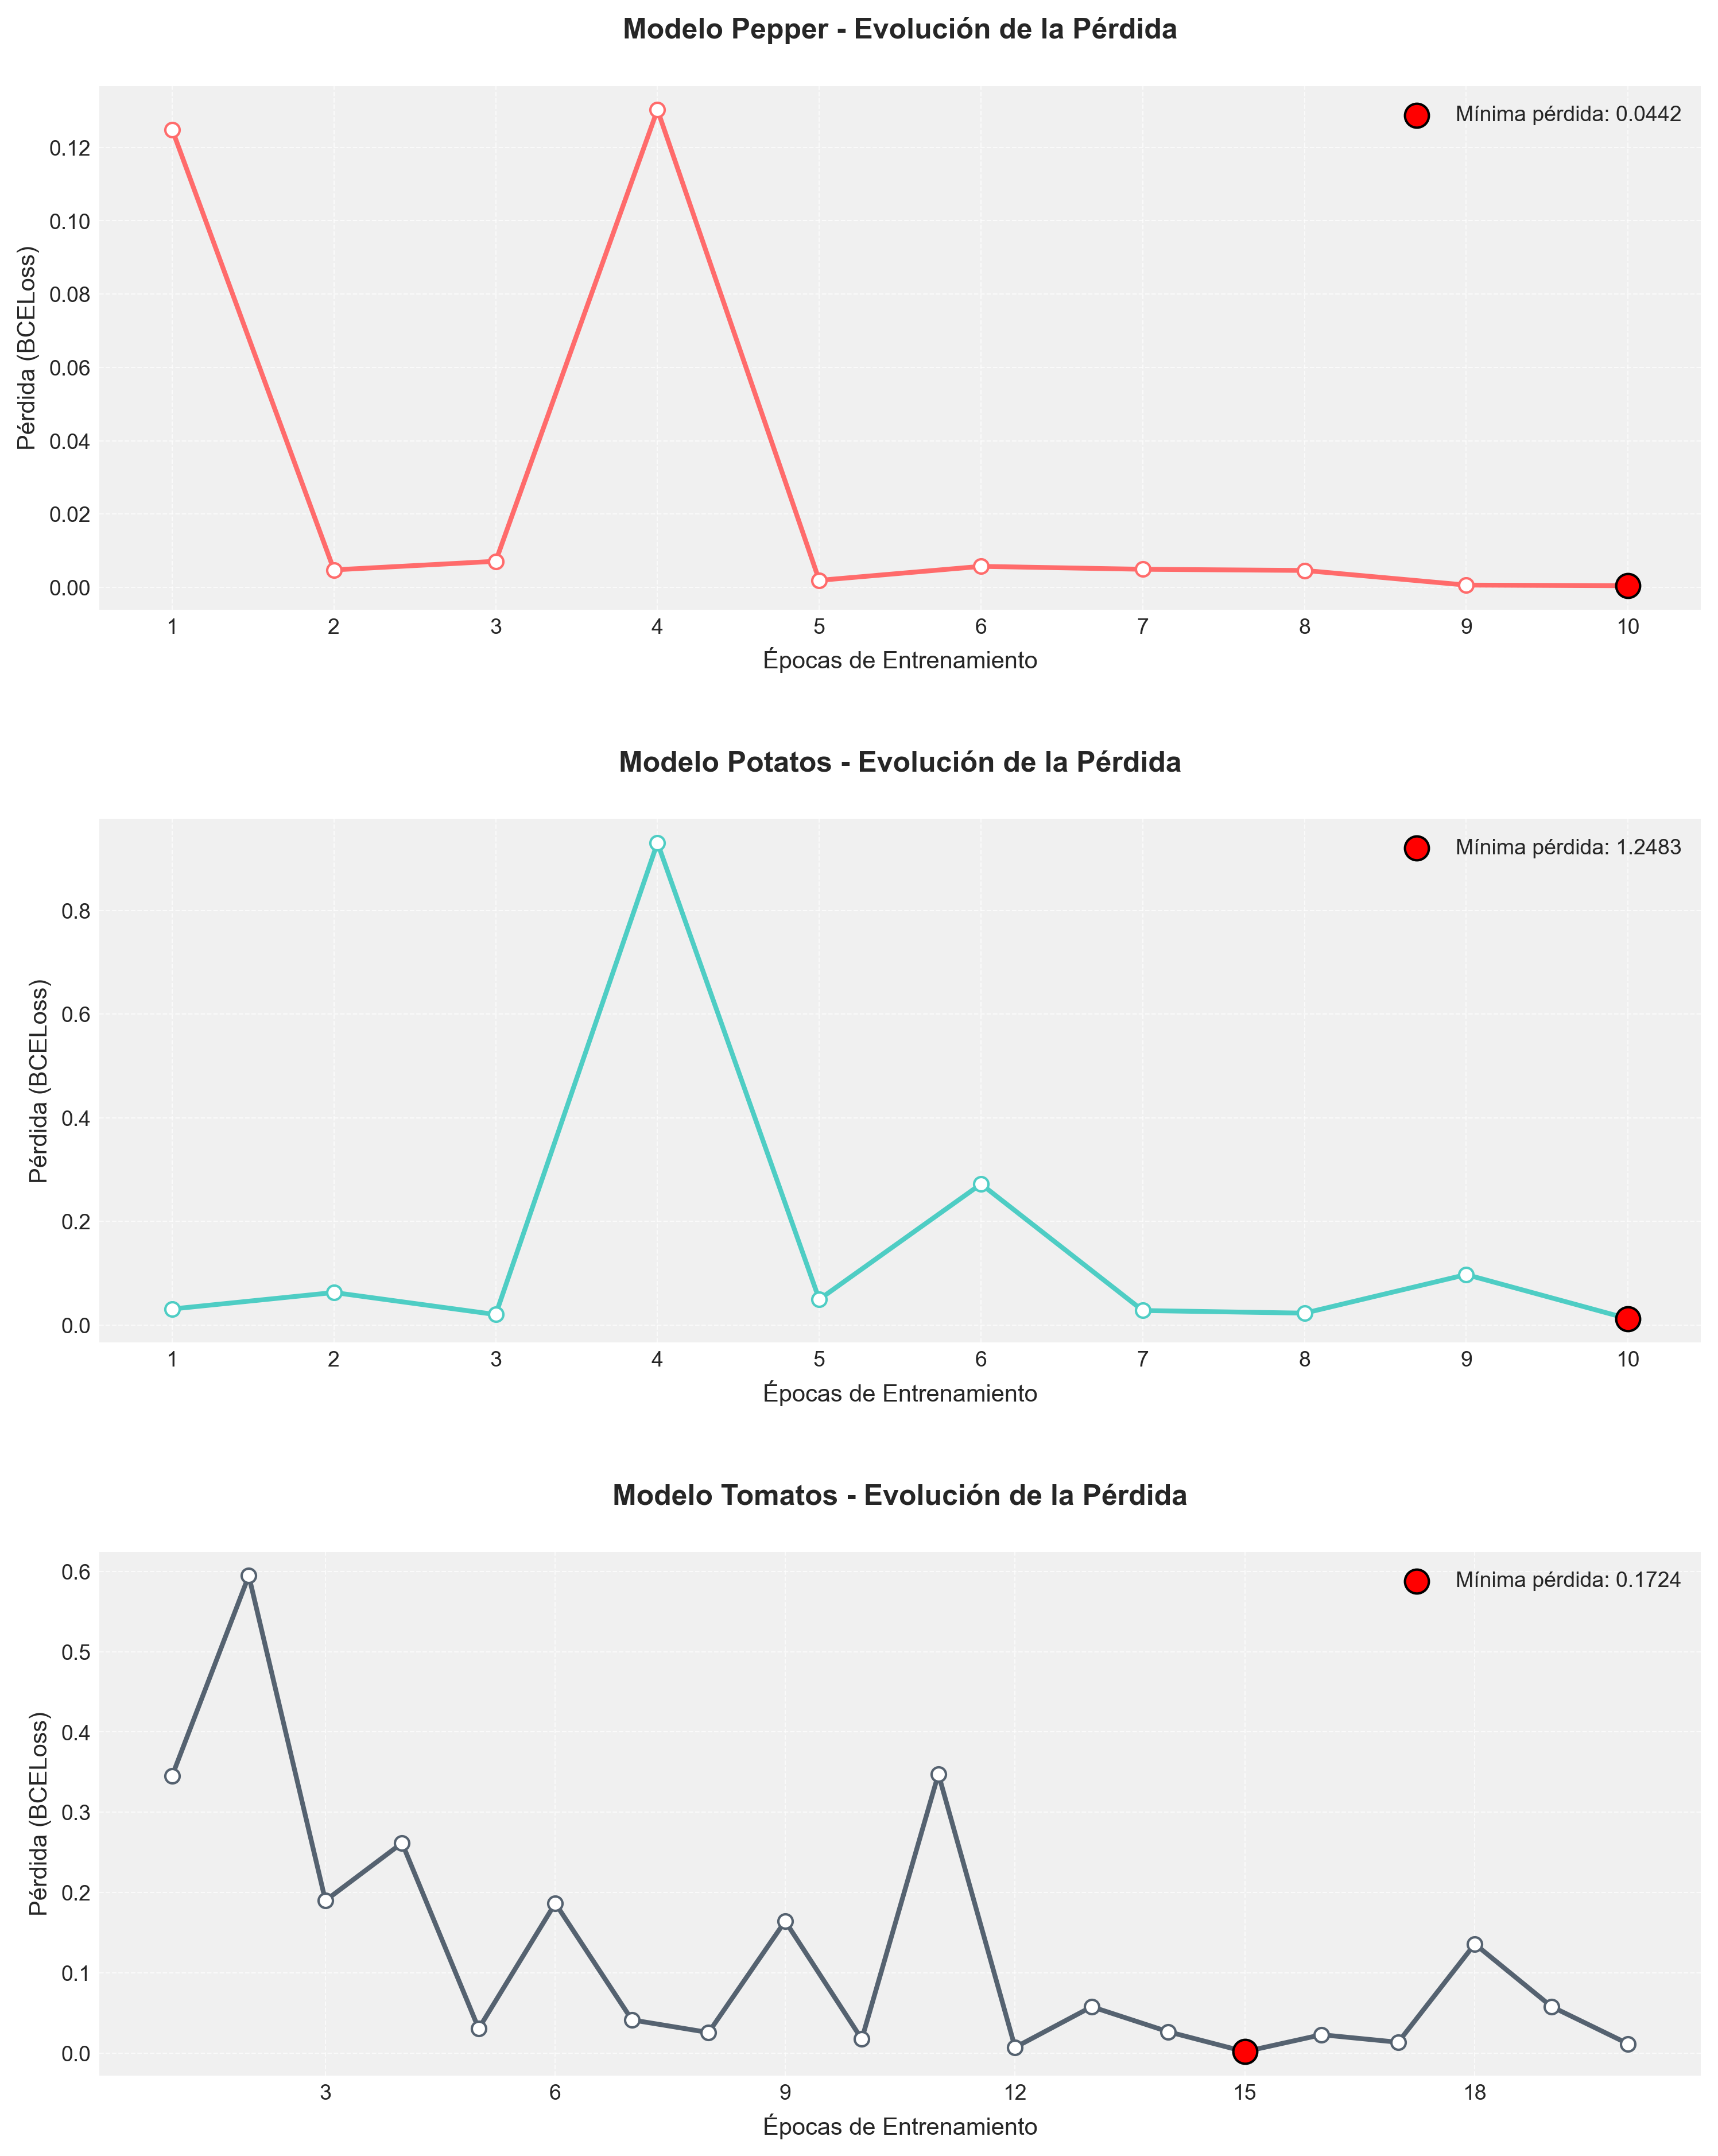 Modelo Pepper - Evolución de la Pérdida
Mínima pérdida: 0.0442
Pérdida (BCELoss)
0.12
0.10
0.08
0.06
0.04
0.02
0.00
1 2 3 4 5 6 7 8 9 10
Épocas de Entrenamiento
Modelo Potatos - Evolución de la Pérdida
Mínima pérdida: 1.2483
Pérdida (BCELoss)
0.8
0.6
0.4
0.2
0.0
1 2 3 4 5 6 7 8 9 10
Épocas de Entrenamiento
Modelo Tomatos - Evolución de la Pérdida
Mínima pérdida: 0.1724
Pérdida (BCELoss)
0.6
0.5
0.4
0.3
0.2
0.1
0.0
3 6 9 12 15 18
Épocas de Entrenamiento